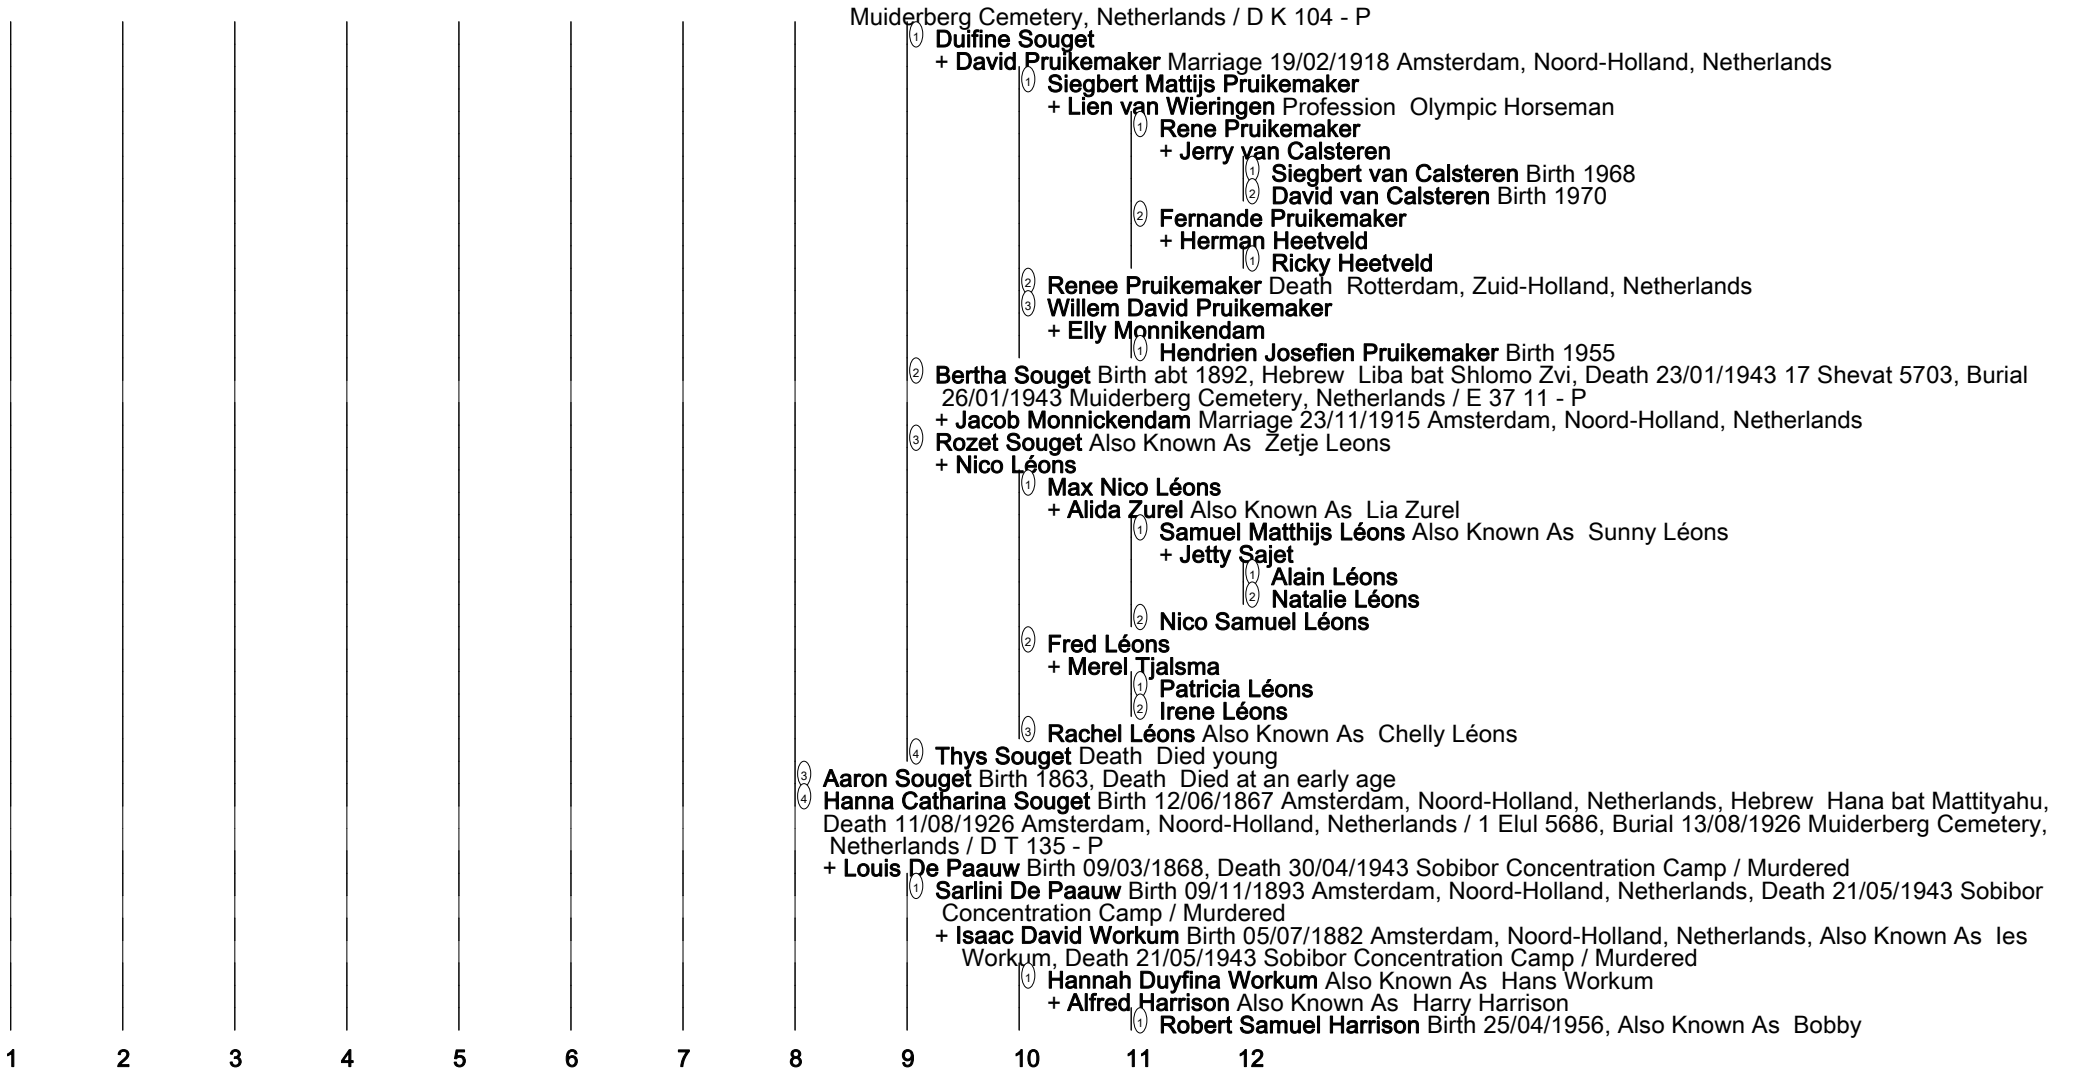 Muiderberg Cemetery, Netherlands / D K 104 - P
1 Duifine Souget
+ David Pruikemaker Marriage 19/02/1918 Amsterdam, Noord-Holland, Netherlands
1 Siegbert Mattijs Pruikemaker
+ Lien van Wieringen Profession Olympic Horseman
1 Rene Pruikemaker
+ Jerry van Calsteren
1 Siegbert van Calsteren Birth 1968
2 David van Calsteren Birth 1970
2 Fernande Pruikemaker
+ Herman Heetveld
1 Ricky Heetveld
2 Renee Pruikemaker Death Rotterdam, Zuid-Holland, Netherlands
3 Willem David Pruikemaker
+ Elly Monnikendam
1 Hendrien Josefien Pruikemaker Birth 1955
2 Bertha Souget Birth abt 1892, Hebrew Liba bat Shlomo Zvi, Death 23/01/1943 17 Shevat 5703, Burial
26/01/1943 Muiderberg Cemetery, Netherlands / E 37 11 - P
+ Jacob Monnickendam Marriage 23/11/1915 Amsterdam, Noord-Holland, Netherlands
3 Rozet Souget Also Known As Zetje Leons
+ Nico Léons
1 Max Nico Léons
+ Alida Zurel Also Known As Lia Zurel
1 Samuel Matthijs Léons Also Known As Sunny Léons
+ Jetty Sajet
1 Alain Léons
2 Natalie Léons
2 Nico Samuel Léons
2 Fred Léons
+ Merel Tjalsma
1 Patricia Léons
2 Irene Léons
3 Rachel Léons Also Known As Chelly Léons
4 Thys Souget Death Died young
3 Aaron Souget Birth 1863, Death Died at an early age
4 Hanna Catharina Souget Birth 12/06/1867 Amsterdam, Noord-Holland, Netherlands, Hebrew Hana bat Mattityahu,
Death 11/08/1926 Amsterdam, Noord-Holland, Netherlands / 1 Elul 5686, Burial 13/08/1926 Muiderberg Cemetery,
Netherlands / D T 135 - P
+ Louis De Paauw Birth 09/03/1868, Death 30/04/1943 Sobibor Concentration Camp / Murdered
1 Sarlini De Paauw Birth 09/11/1893 Amsterdam, Noord-Holland, Netherlands, Death 21/05/1943 Sobibor
Concentration Camp / Murdered
+ Isaac David Workum Birth 05/07/1882 Amsterdam, Noord-Holland, Netherlands, Also Known As Ies
Workum, Death 21/05/1943 Sobibor Concentration Camp / Murdered
1 Hannah Duyfina Workum Also Known As Hans Workum
+ Alfred Harrison Also Known As Harry Harrison
1 Robert Samuel Harrison Birth 25/04/1956, Also Known As Bobby
1 2 3 4 5 6 7 8 9 10 11 12